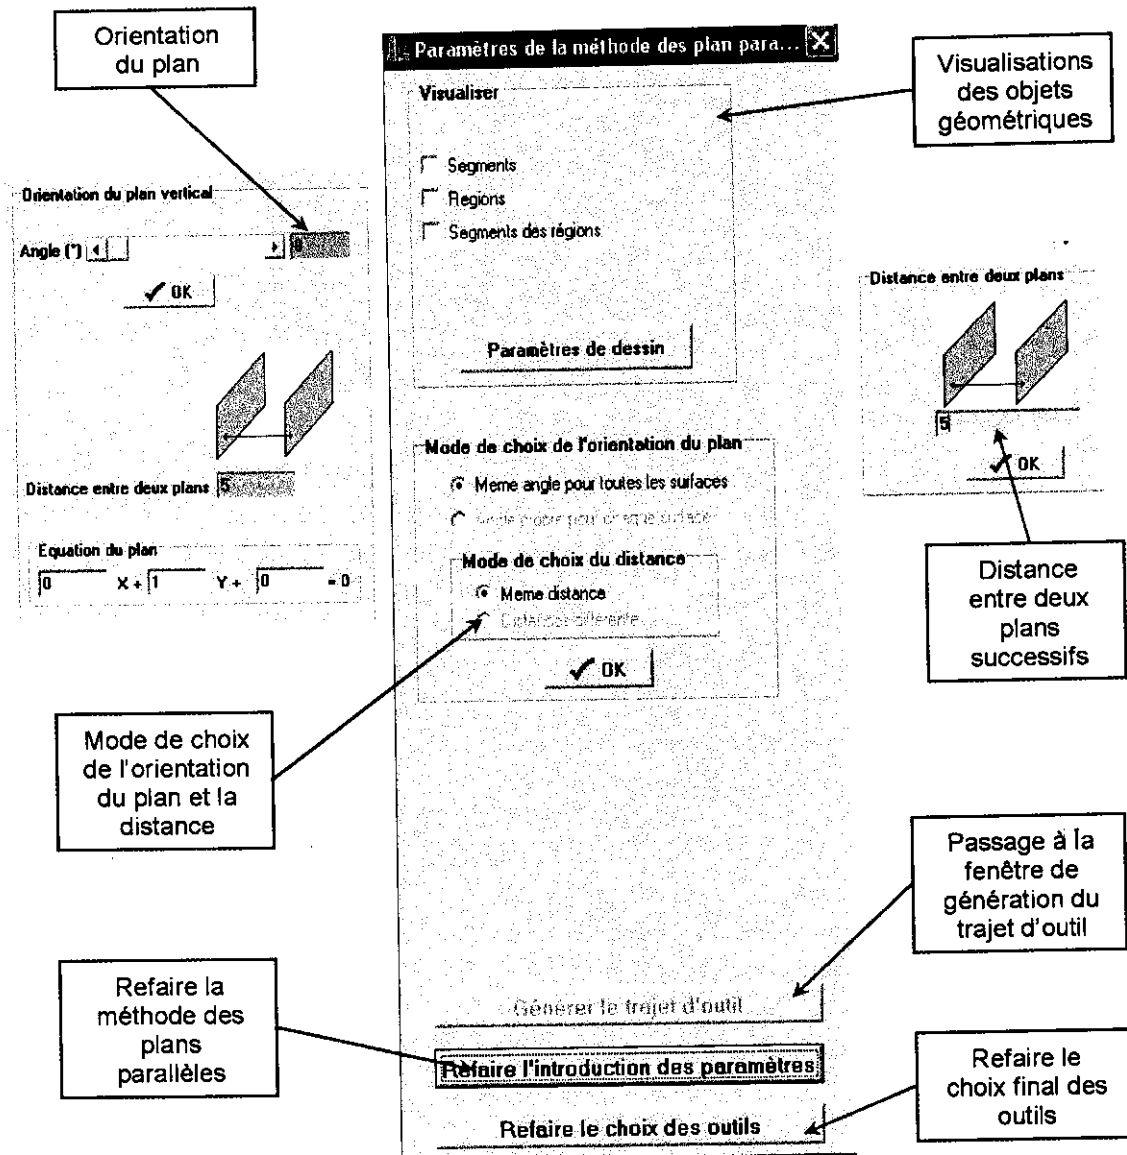 Orientation
du plan
Paramètres de la méthode des plan para...
Visualiser
Segments
Regions
Segments des régions
Paramètres de dessin
Visualisations
des objets
géométriques
Orientation du plan vertical
Angle (°)
0
OK
Distance entre deux plans 5
Equation du plan
0 X + 1 Y + 0 = 0
Distance entre deux plans
5
OK
Mode de choix de l'orientation du plan
Meme angle pour toutes les surfaces
Mode de choix du distance
Meme distance
Distance différente
OK
Distance
entre deux
plans
successifs
Mode de choix
de l'orientation
du plan et la
distance
Passage à la
fenêtre de
génération du
trajet d'outil
Refaire la
méthode des
plans
parallèles
Générer le trajet d'outil
Refaire l'introduction des paramètres
Refaire le choix des outils
Refaire le
choix final des
outils